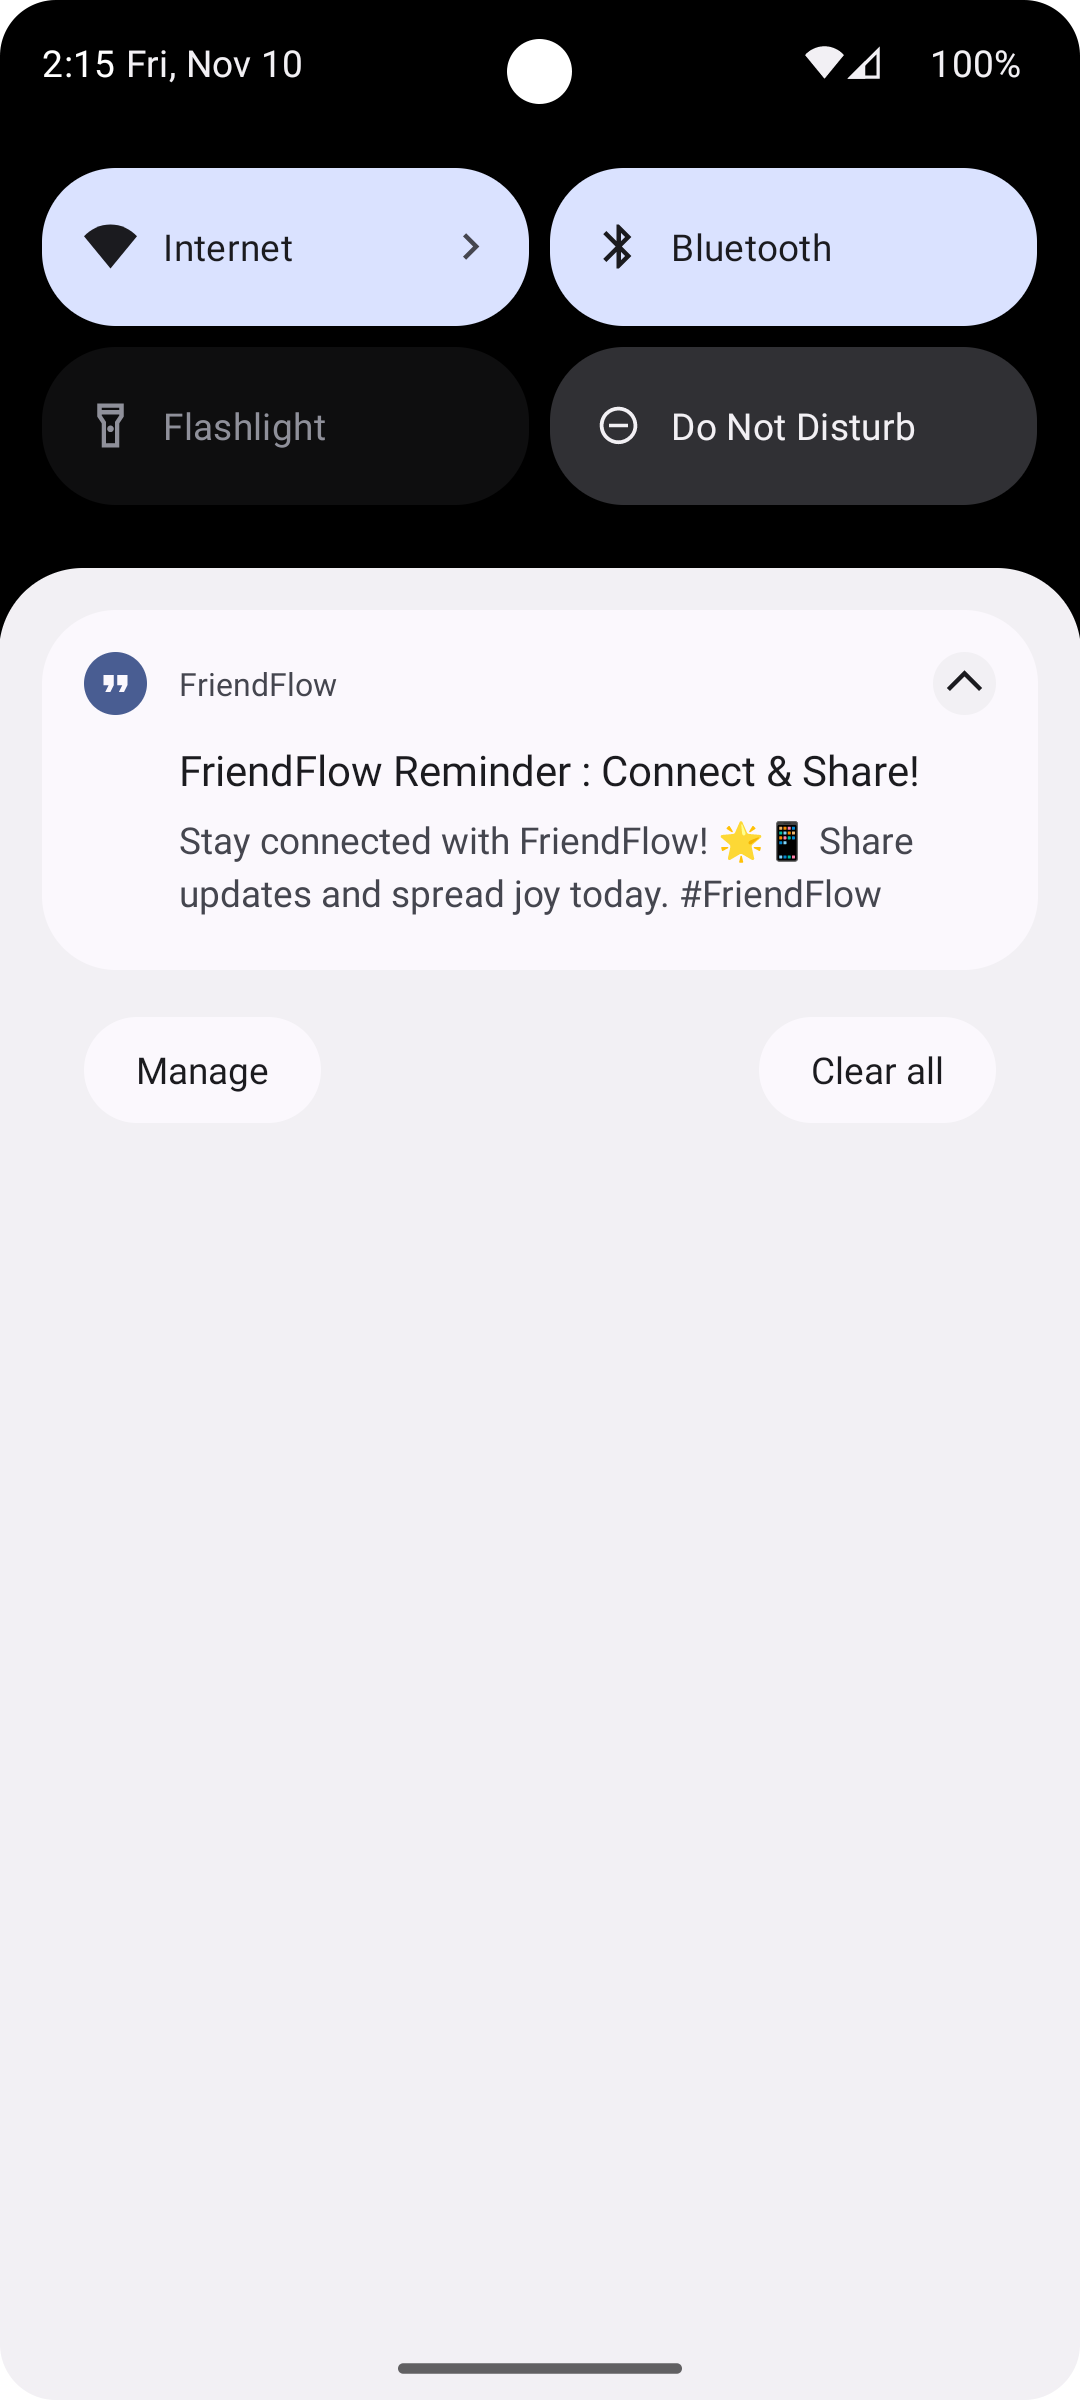 2:15 Fri, Nov 10
100%
Internet
Bluetooth
Flashlight
Do Not Disturb
FriendFlow
FriendFlow Reminder : Connect & Share!
Stay connected with FriendFlow! 🌟📱 Share
updates and spread joy today. #FriendFlow
Manage
Clear all